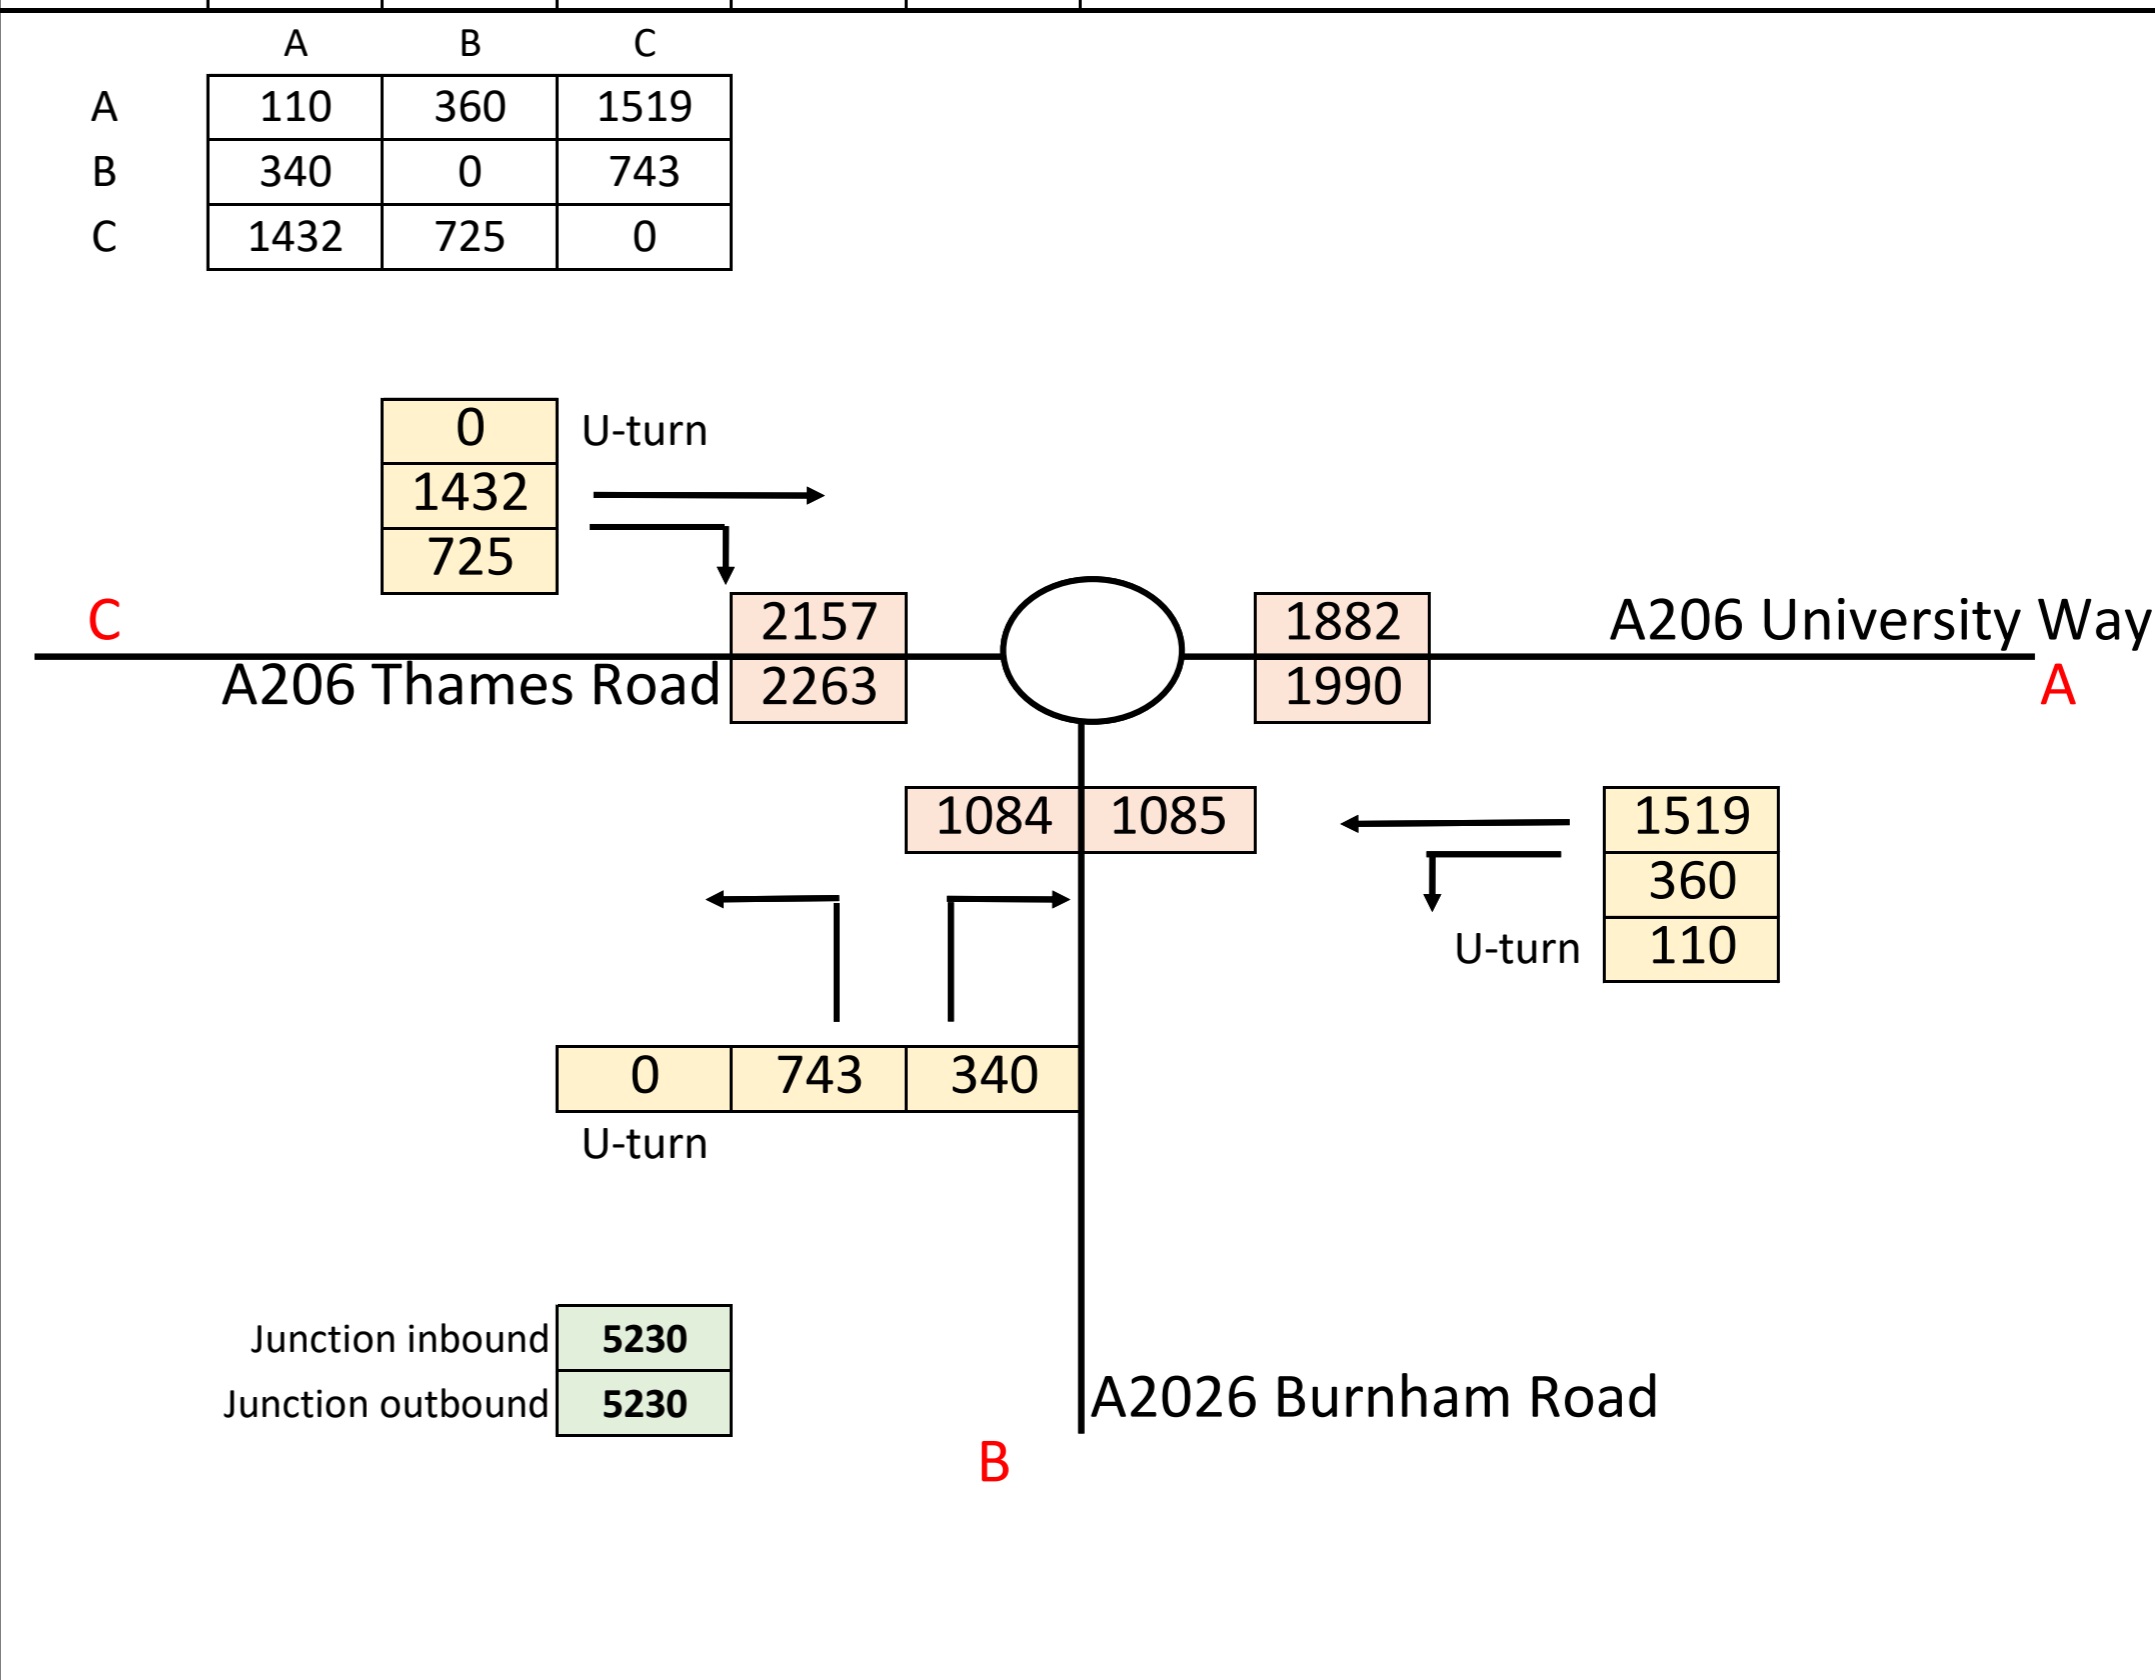 A B C
A 110 360 1519
B 340 0 743
C 1432 725 0
0 U-turn
1432
725
C 2157 1882 A206 University Way
A206 Thames Road 2263 1990 A
1084 1085 1519
360
U-turn 110
0 743 340
U-turn
Junction inbound 5230
Junction outbound 5230
A2026 Burnham Road
B